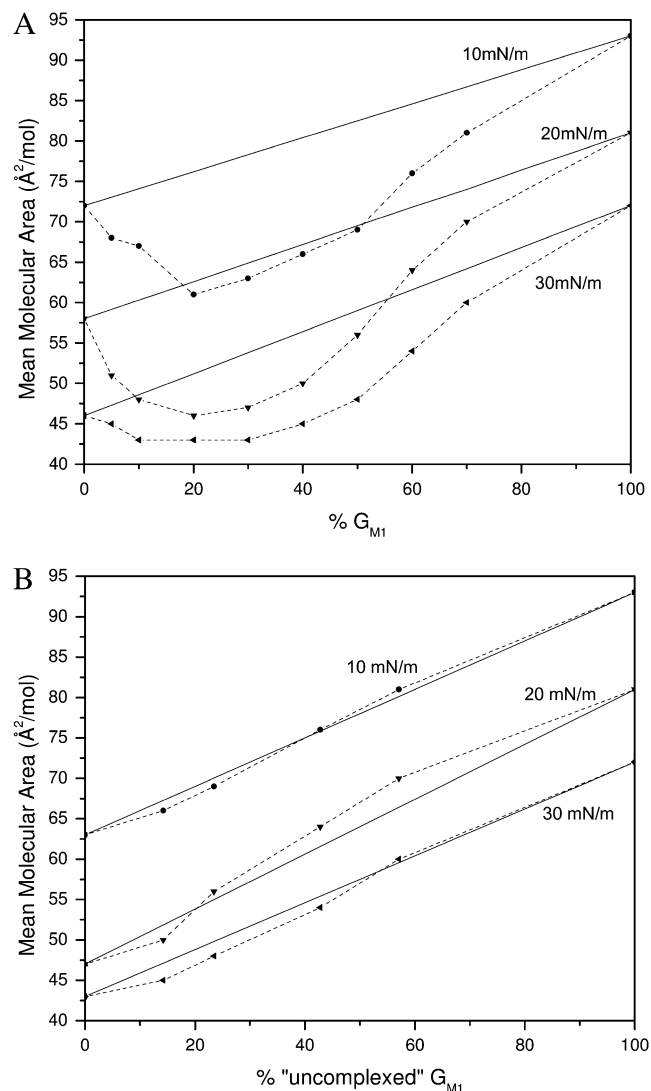 A
95
90
85
80
75
70
65
60
55
50
45
40
Mean Molecular Area (Å²/mol)
10mN/m
20mN/m
30mN/m
0 20 40 60 80 100
% G_M1
B
95
90
85
80
75
70
65
60
55
50
45
40
Mean Molecular Area (Å²/mol)
10 mN/m
20 mN/m
30 mN/m
0 20 40 60 80 100
% "uncomplexed" G_M1